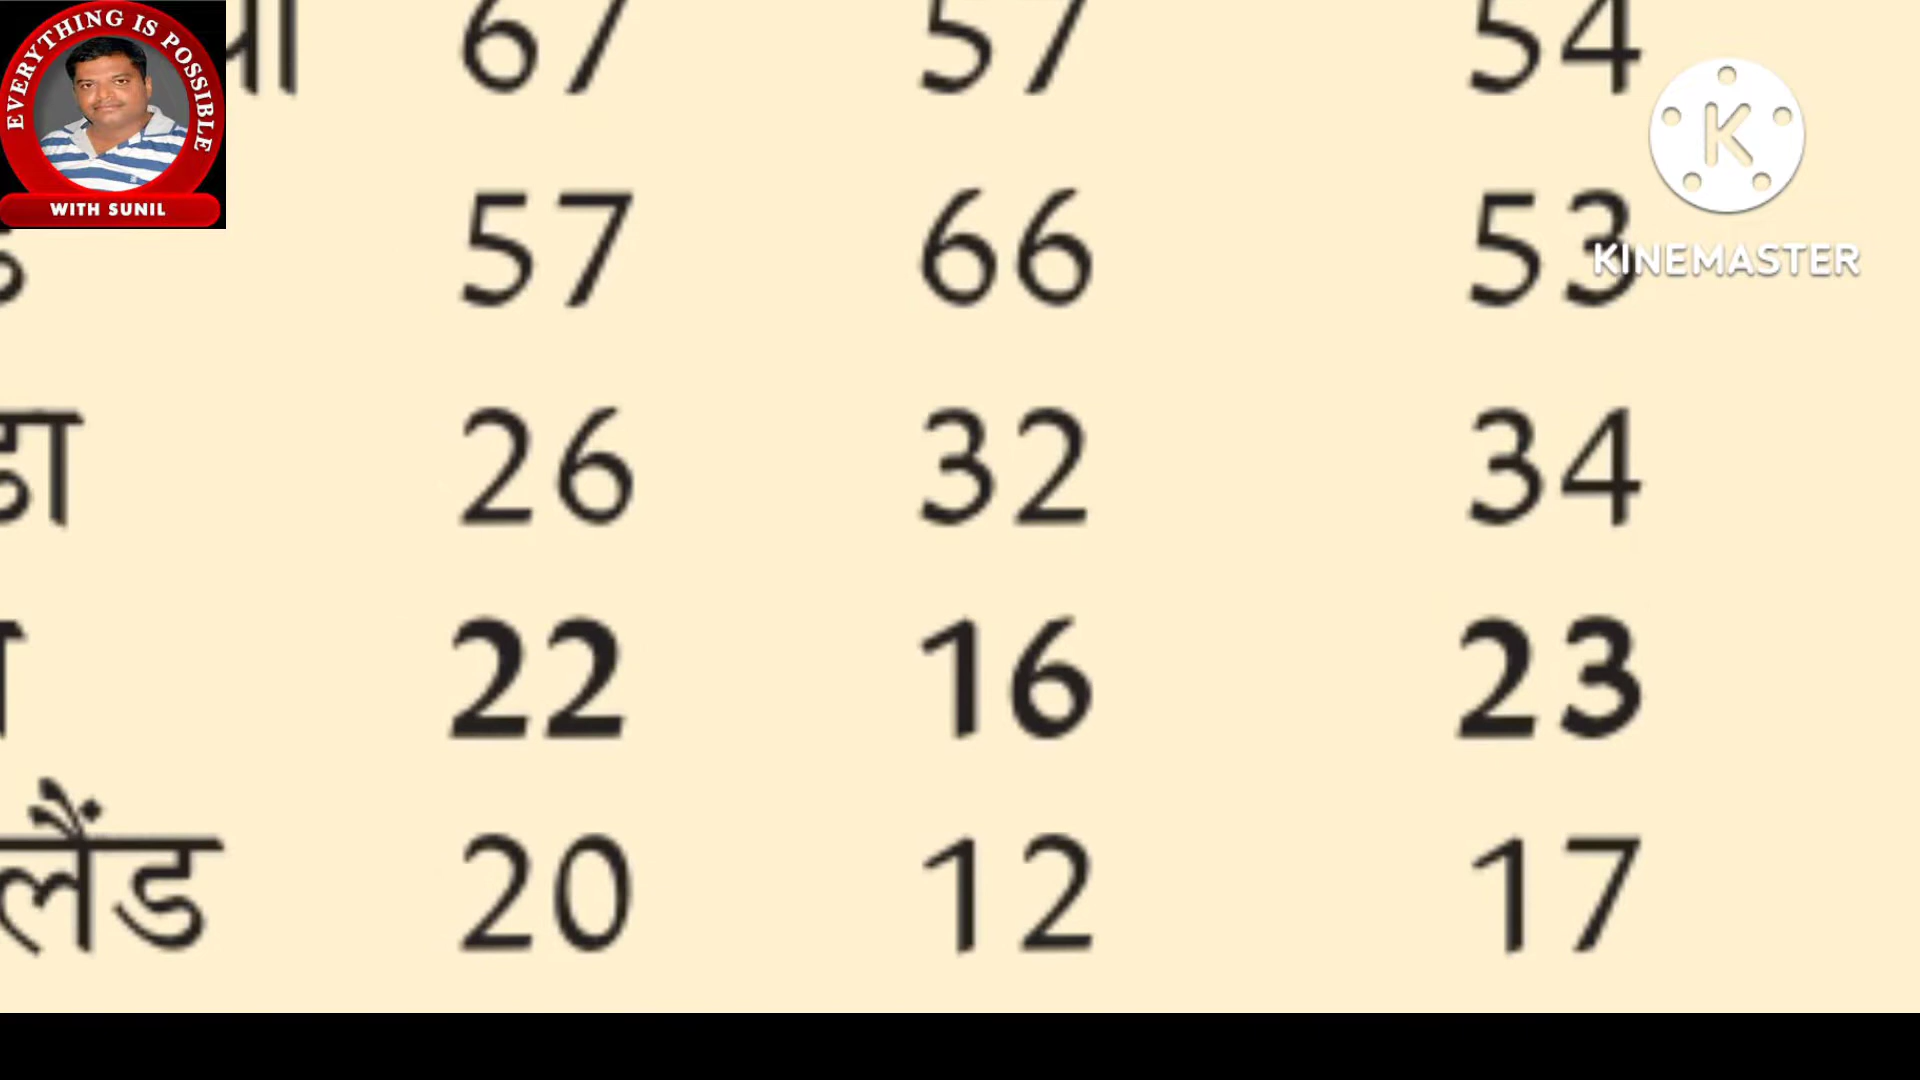 EVERYTHING IS POSSIBLE
WITH SUNIL
67 57 54
57 66 53
26 32 34
22 16 23
लैंड 20 12 17
K
KINEMASTER